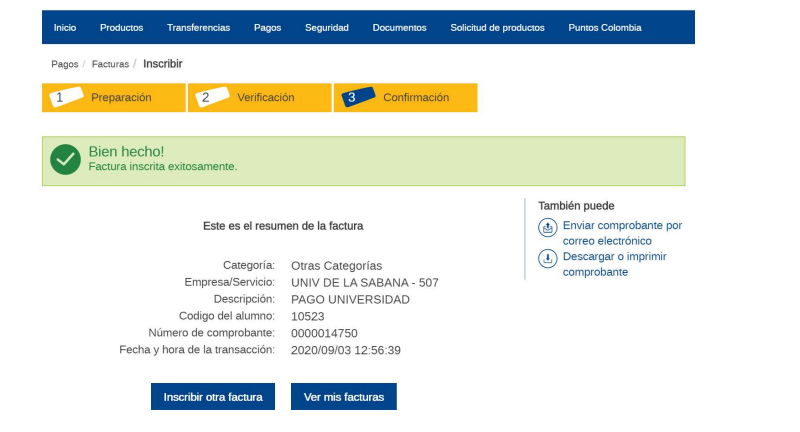 Inicio Productos Transferencias Pagos Seguridad Documentos Solicitud de productos Puntos Colombia
Pagos / Facturas / Inscribir
1 Preparación 2 Verificación 3 Confirmación
Bien hecho!
Factura inscrita exitosamente.
Este es el resumen de la factura
Categoría: Otras Categorías
Empresa/Servicio: UNIV DE LA SABANA - 507
Descripción: PAGO UNIVERSIDAD
Codigo del alumno: 10523
Número de comprobante: 0000014750
Fecha y hora de la transacción: 2020/09/03 12:56:39
Inscribir otra factura Ver mis facturas
También puede
Enviar comprobante por
correo electrónico
Descargar o imprimir
comprobante